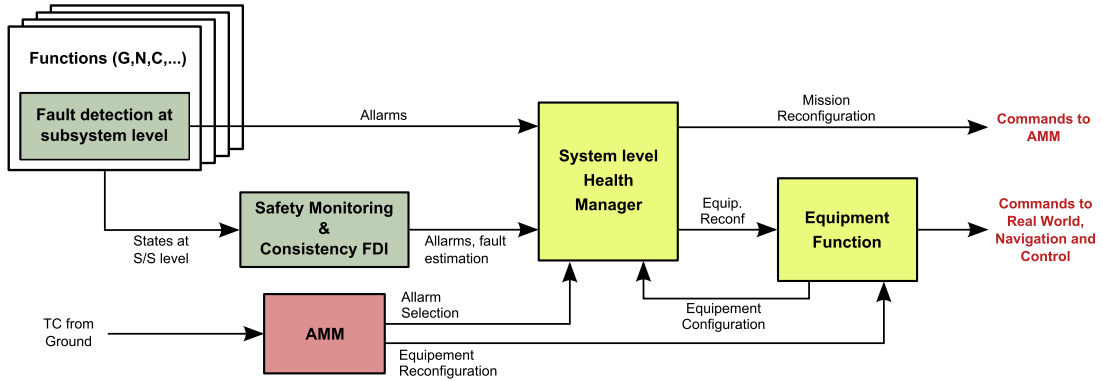 Functions (G,N,C,...)
Fault detection at
subsystem level
Allarms
Mission
Reconfiguration
Commands to
AMM
System level
Health
Manager
Safety Monitoring
&
Consistency FDI
States at
S/S level
Allarms, fault
estimation
Equip.
Reconf
Equipment
Function
Commands to
Real World,
Navigation and
Control
TC from
Ground
AMM
Allarm
Selection
Equipement
Reconfiguration
Equipement
Configuration